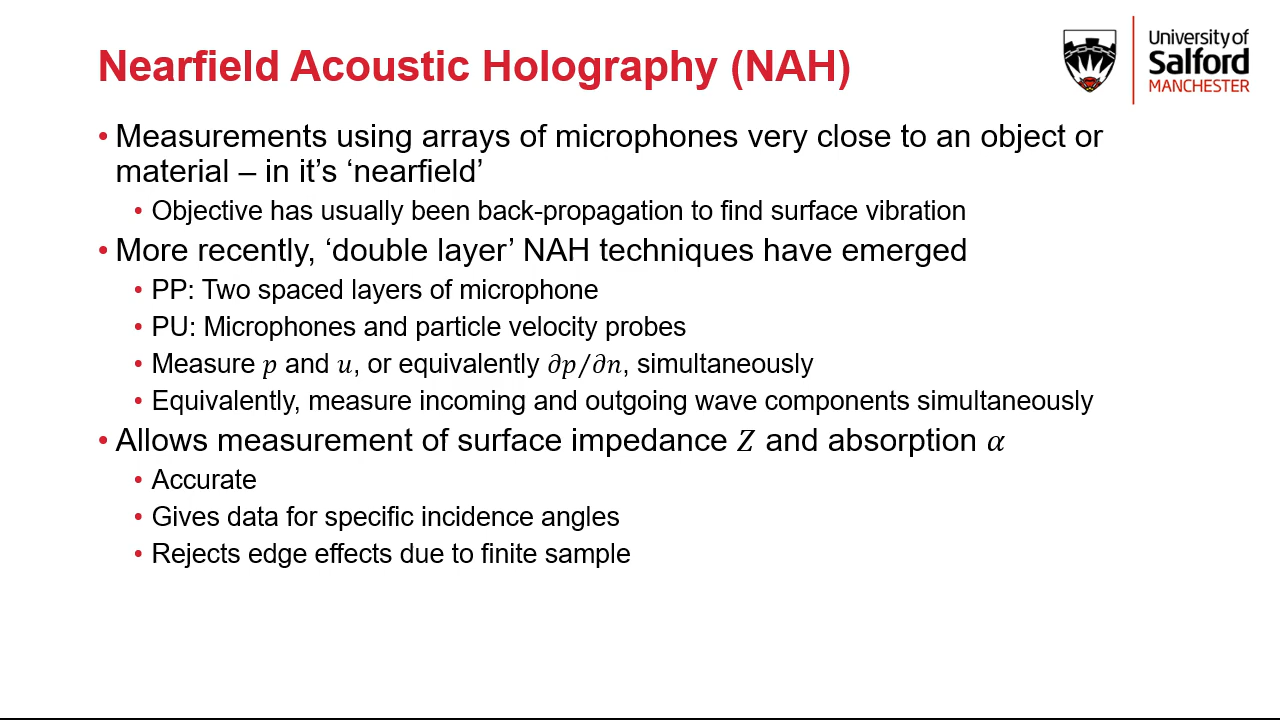 Nearfield Acoustic Holography (NAH)
University of
Salford
MANCHESTER
• Measurements using arrays of microphones very close to an object or
material – in it’s ‘nearfield’
• Objective has usually been back-propagation to find surface vibration
• More recently, ‘double layer’ NAH techniques have emerged
• PP: Two spaced layers of microphone
• PU: Microphones and particle velocity probes
• Measure 𝑝 and 𝑢, or equivalently 𝜕𝑝/𝜕𝑛, simultaneously
• Equivalently, measure incoming and outgoing wave components simultaneously
• Allows measurement of surface impedance 𝑍 and absorption 𝛼
• Accurate
• Gives data for specific incidence angles
• Rejects edge effects due to finite sample